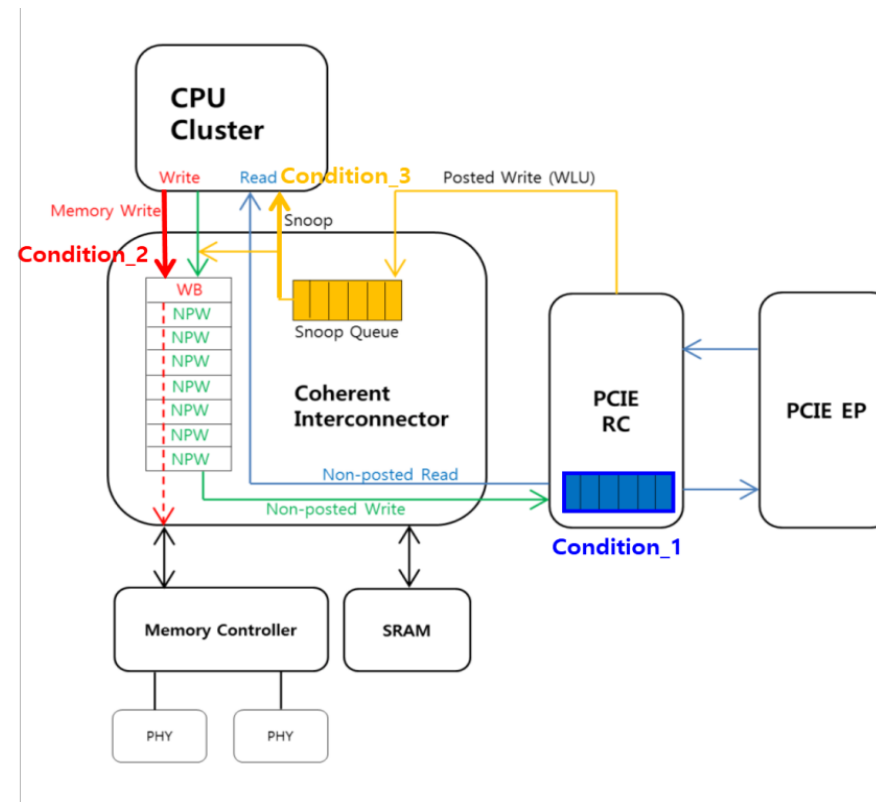 CPU
Cluster
Write
Read
Condition_3
Posted Write (WLU)
Memory Write
Snoop
Condition_2
WB
NPW
NPW
NPW
NPW
NPW
NPW
NPW
Snoop Queue
Coherent
Interconnector
PCIE
RC
PCIE EP
Non-posted Read
Non-posted Write
Condition_1
Memory Controller
SRAM
PHY
PHY